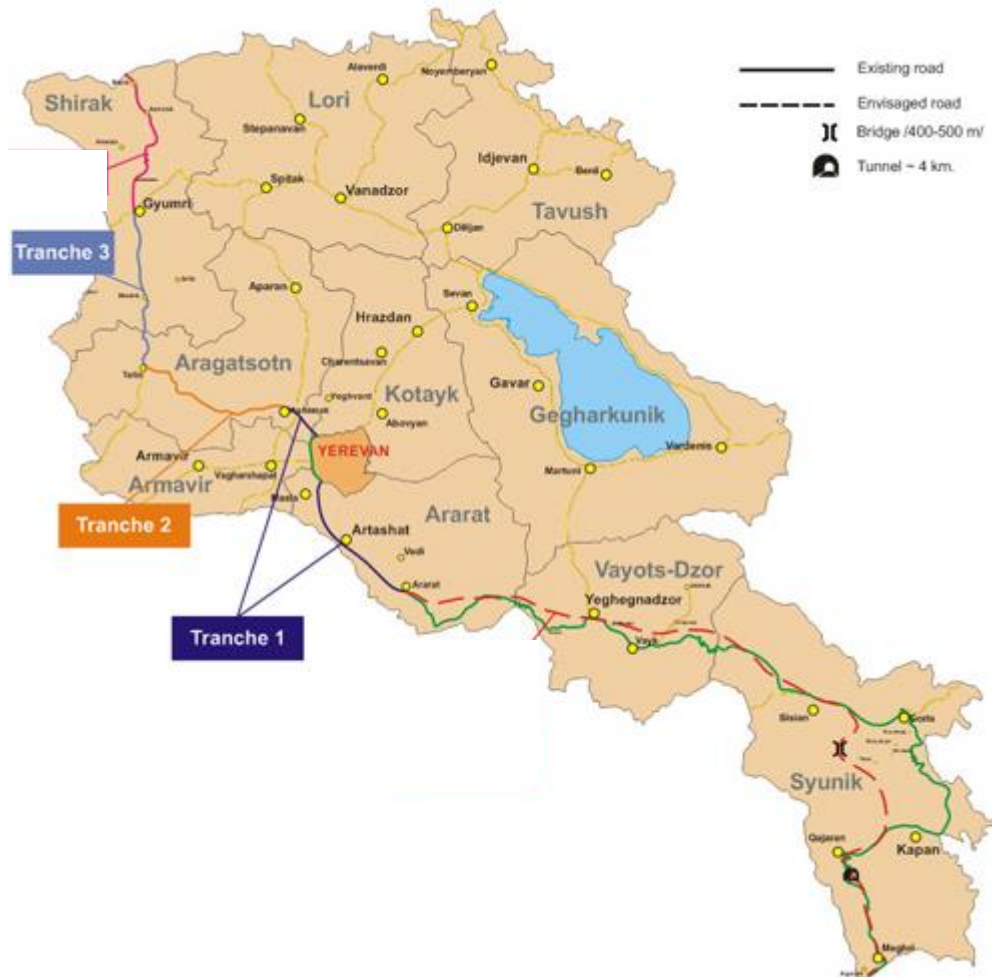 Existing road
Envisaged road
Bridge /400-500 m/
Tunnel ~ 4 km.
Shirak
Lori
Alaverdi
Noyemberyan
Stepanavan
Spitak
Vanadzor
Idjevan
Berd
Tavush
Gyumri
Dilijan
Tranche 3
Aparan
Sevan
Hrazdan
Charentsavan
Aragatsotn
Kotayk
Gavar
Gegharkunik
Talin
Yeghvard
Abovyan
YEREVAN
Armavir
Vagharshapat
Armavir
Masis
Martuni
Vardenis
Tranche 2
Artashat
Ararat
Vedi
Ararat
Vayots-Dzor
Yeghegnadzor
Tranche 1
Vayk
Sisian
Goris
Syunik
Qajaran
Kapan
Meghri